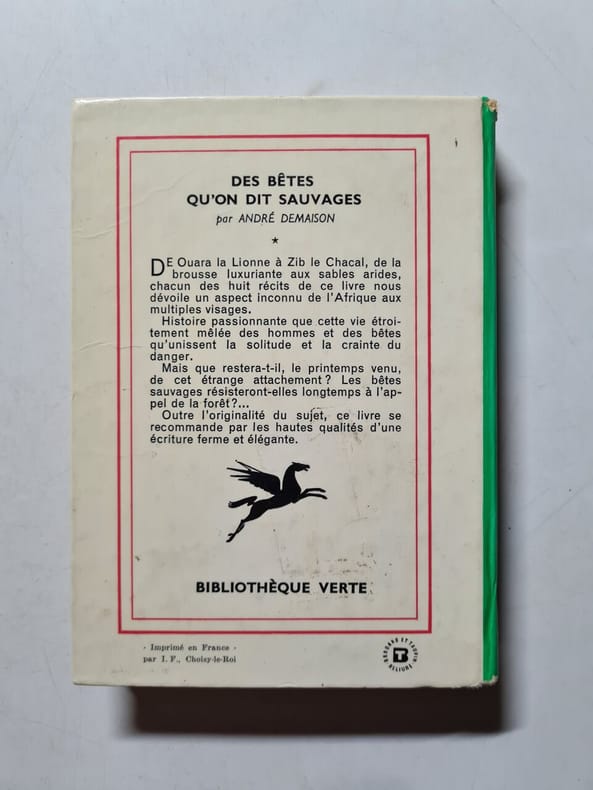 DES BÊTES
QU'ON DIT SAUVAGES
par ANDRÉ DEMAISON
★
DE Ouara la Lionne à Zib le Chacal, de la
brousse luxuriante aux sables arides,
chacun des huit récits de ce livre nous
dévoile un aspect inconnu de l'Afrique aux
multiples visages.
Histoire passionnante que cette vie étroi-
tement mêlée des hommes et des bêtes
qu'unissent la solitude et la crainte du
danger.
Mais que restera-t-il, le printemps venu,
de cet étrange attachement? Les bêtes
sauvages résisteront-elles longtemps à l'ap-
pel de la forêt?...
Outre l'originalité du sujet, ce livre se
recommande par les hautes qualités d'une
écriture ferme et élégante.
BIBLIOTHÈQUE VERTE
- Imprimé en France -
par I. F., Choisy-le-Roi
BRODARD ET TAUPIN
RELIURE